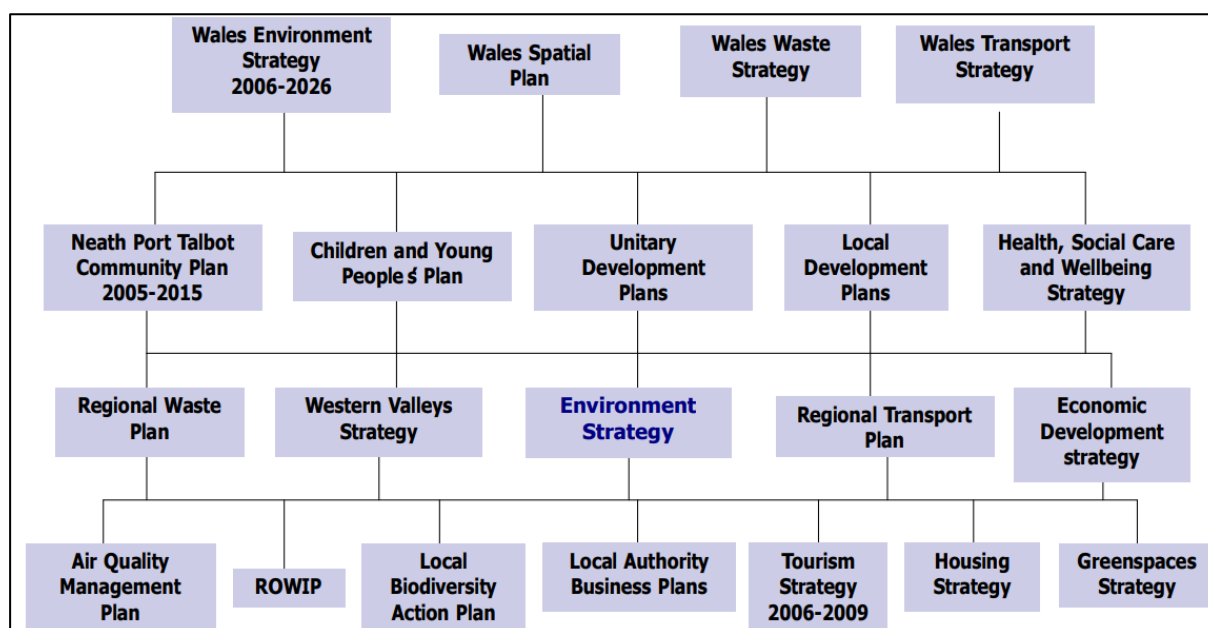 Wales Environment
Strategy
2006-2026
Wales Spatial
Plan
Wales Waste
Strategy
Wales Transport
Strategy
Neath Port Talbot
Community Plan
2005-2015
Children and Young
People's Plan
Unitary
Development
Plans
Local
Development
Plans
Health, Social Care
and Wellbeing
Strategy
Regional Waste
Plan
Western Valleys
Strategy
Environment
Strategy
Regional Transport
Plan
Economic
Development
strategy
Air Quality
Management
Plan
ROWIP
Local
Biodiversity
Action Plan
Local Authority
Business Plans
Tourism
Strategy
2006-2009
Housing
Strategy
Greenspaces
Strategy